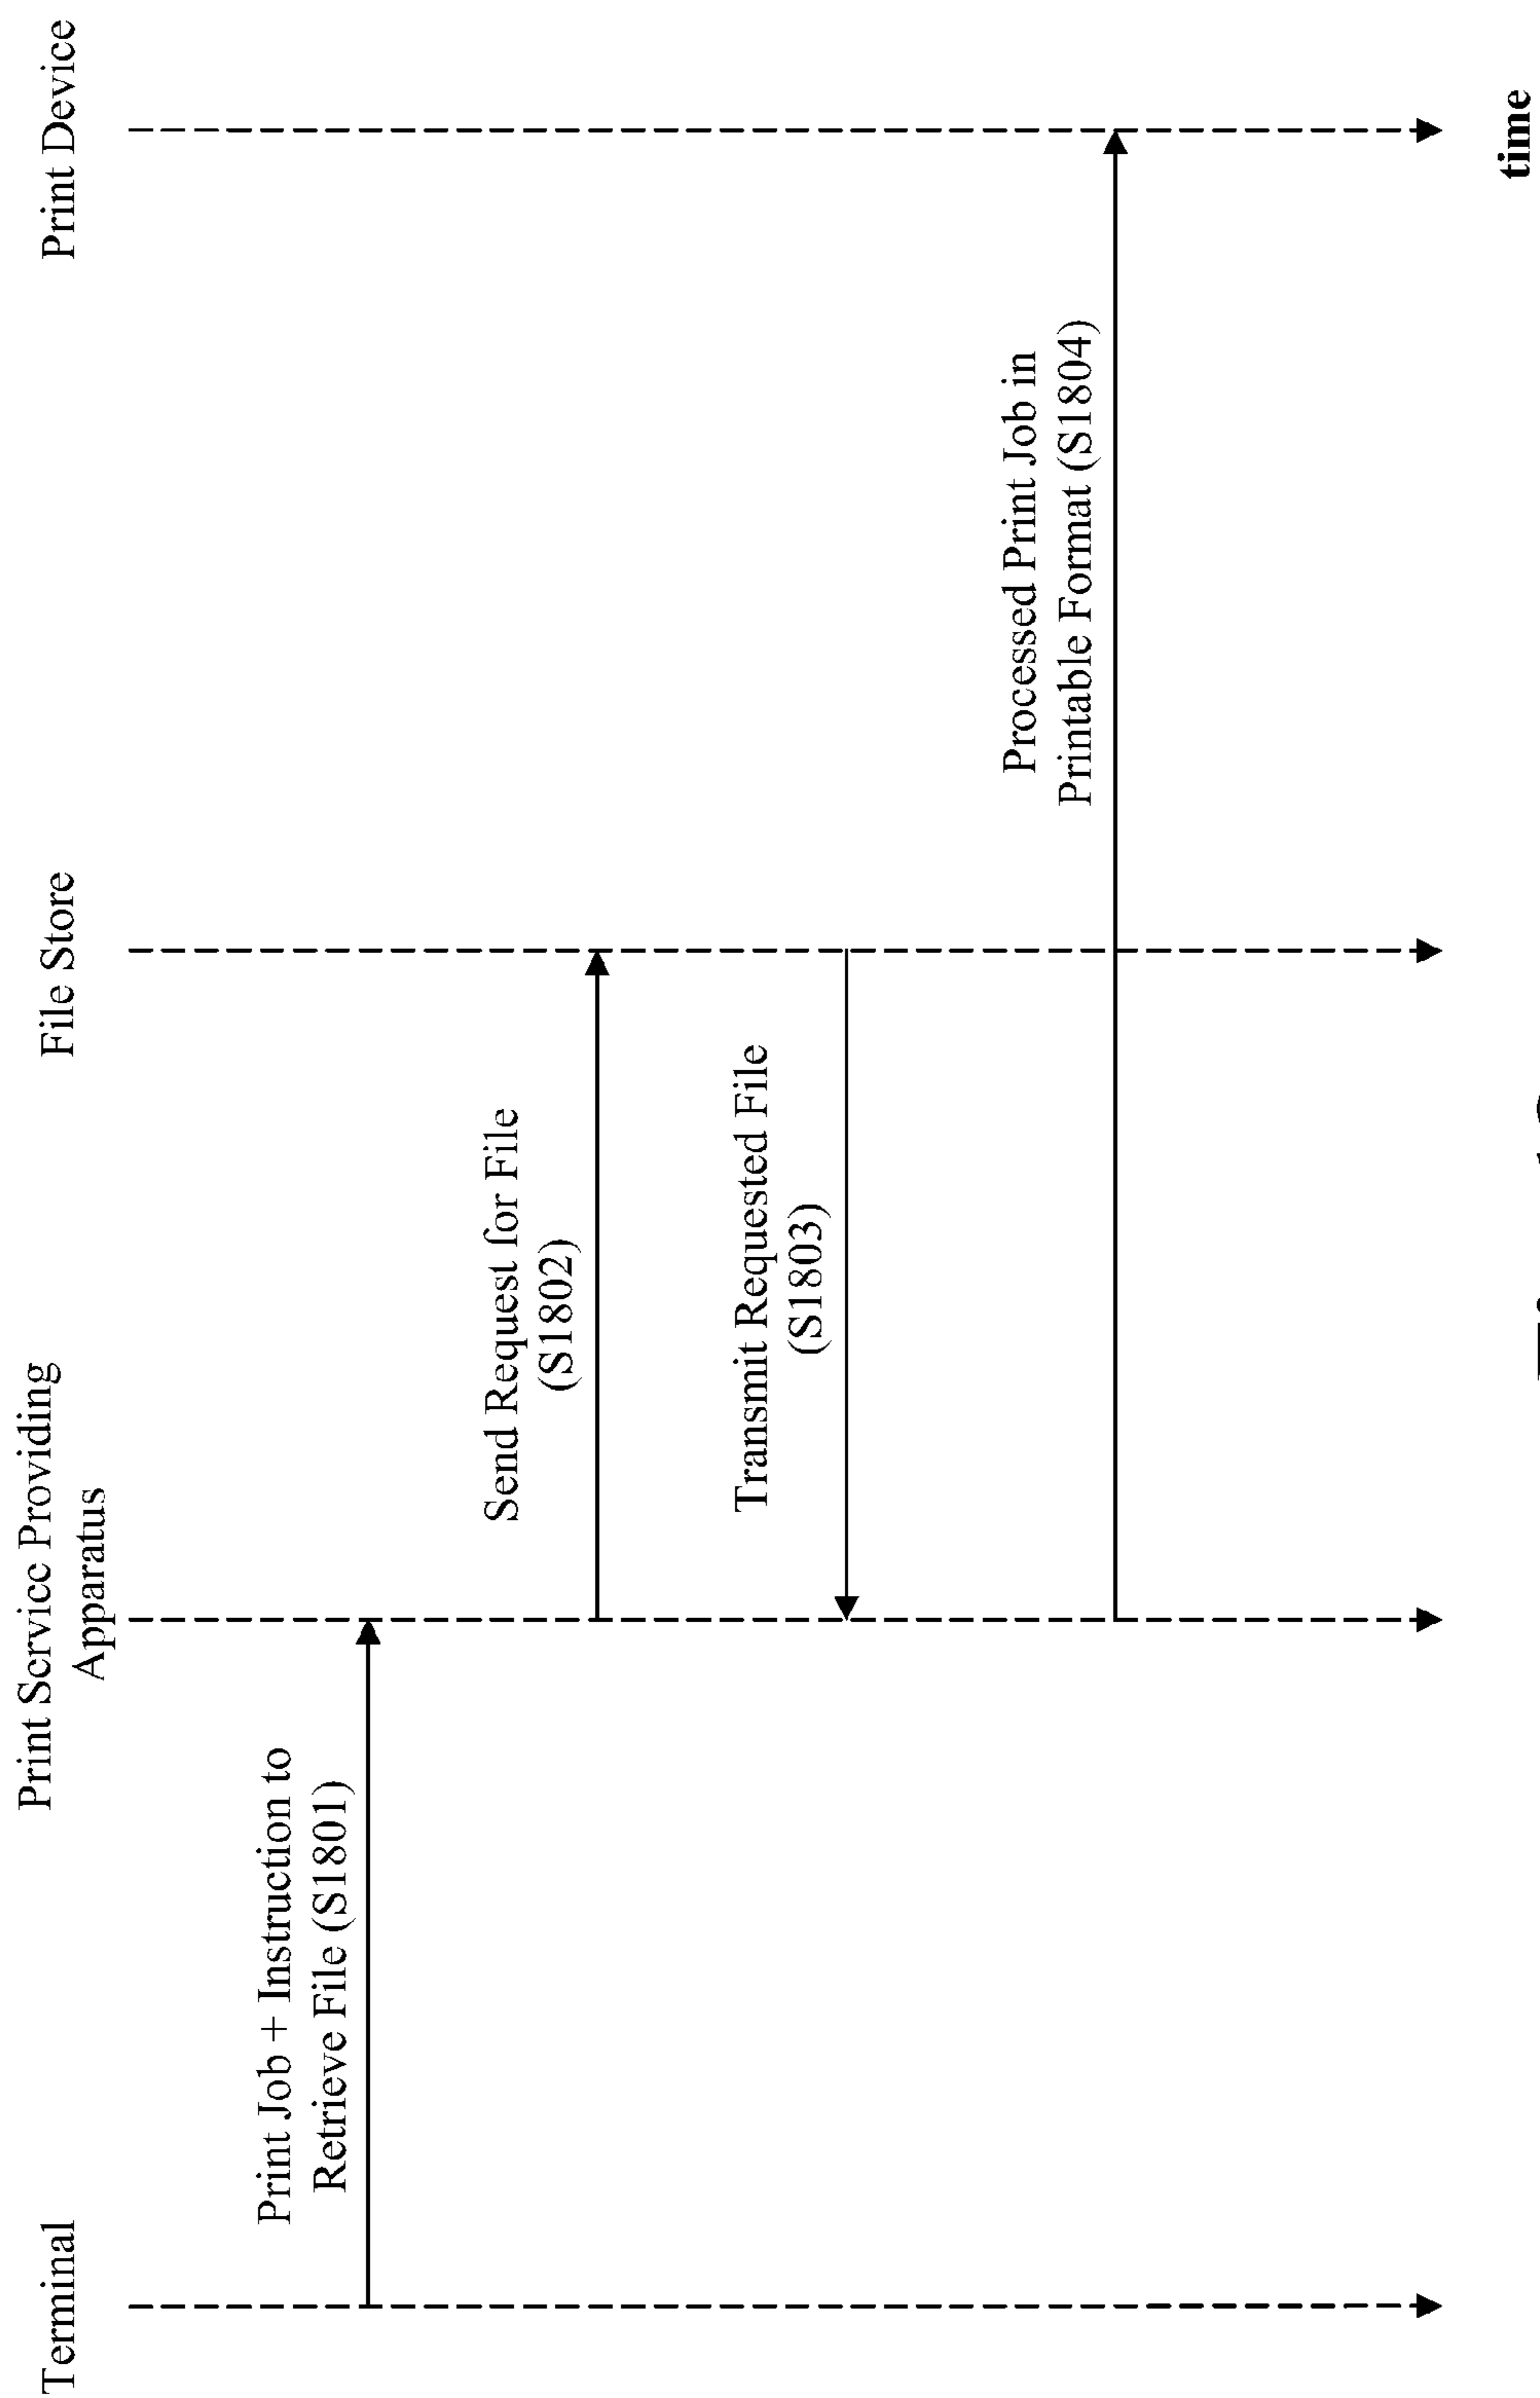 Terminal
Print Service Providing
Apparatus
File Store
Print Device
Print Job + Instruction to
Retrieve File (S1801)
Send Request for File
(S1802)
Transmit Requested File
(S1803)
Processed Print Job in
Printable Format (S1804)
time